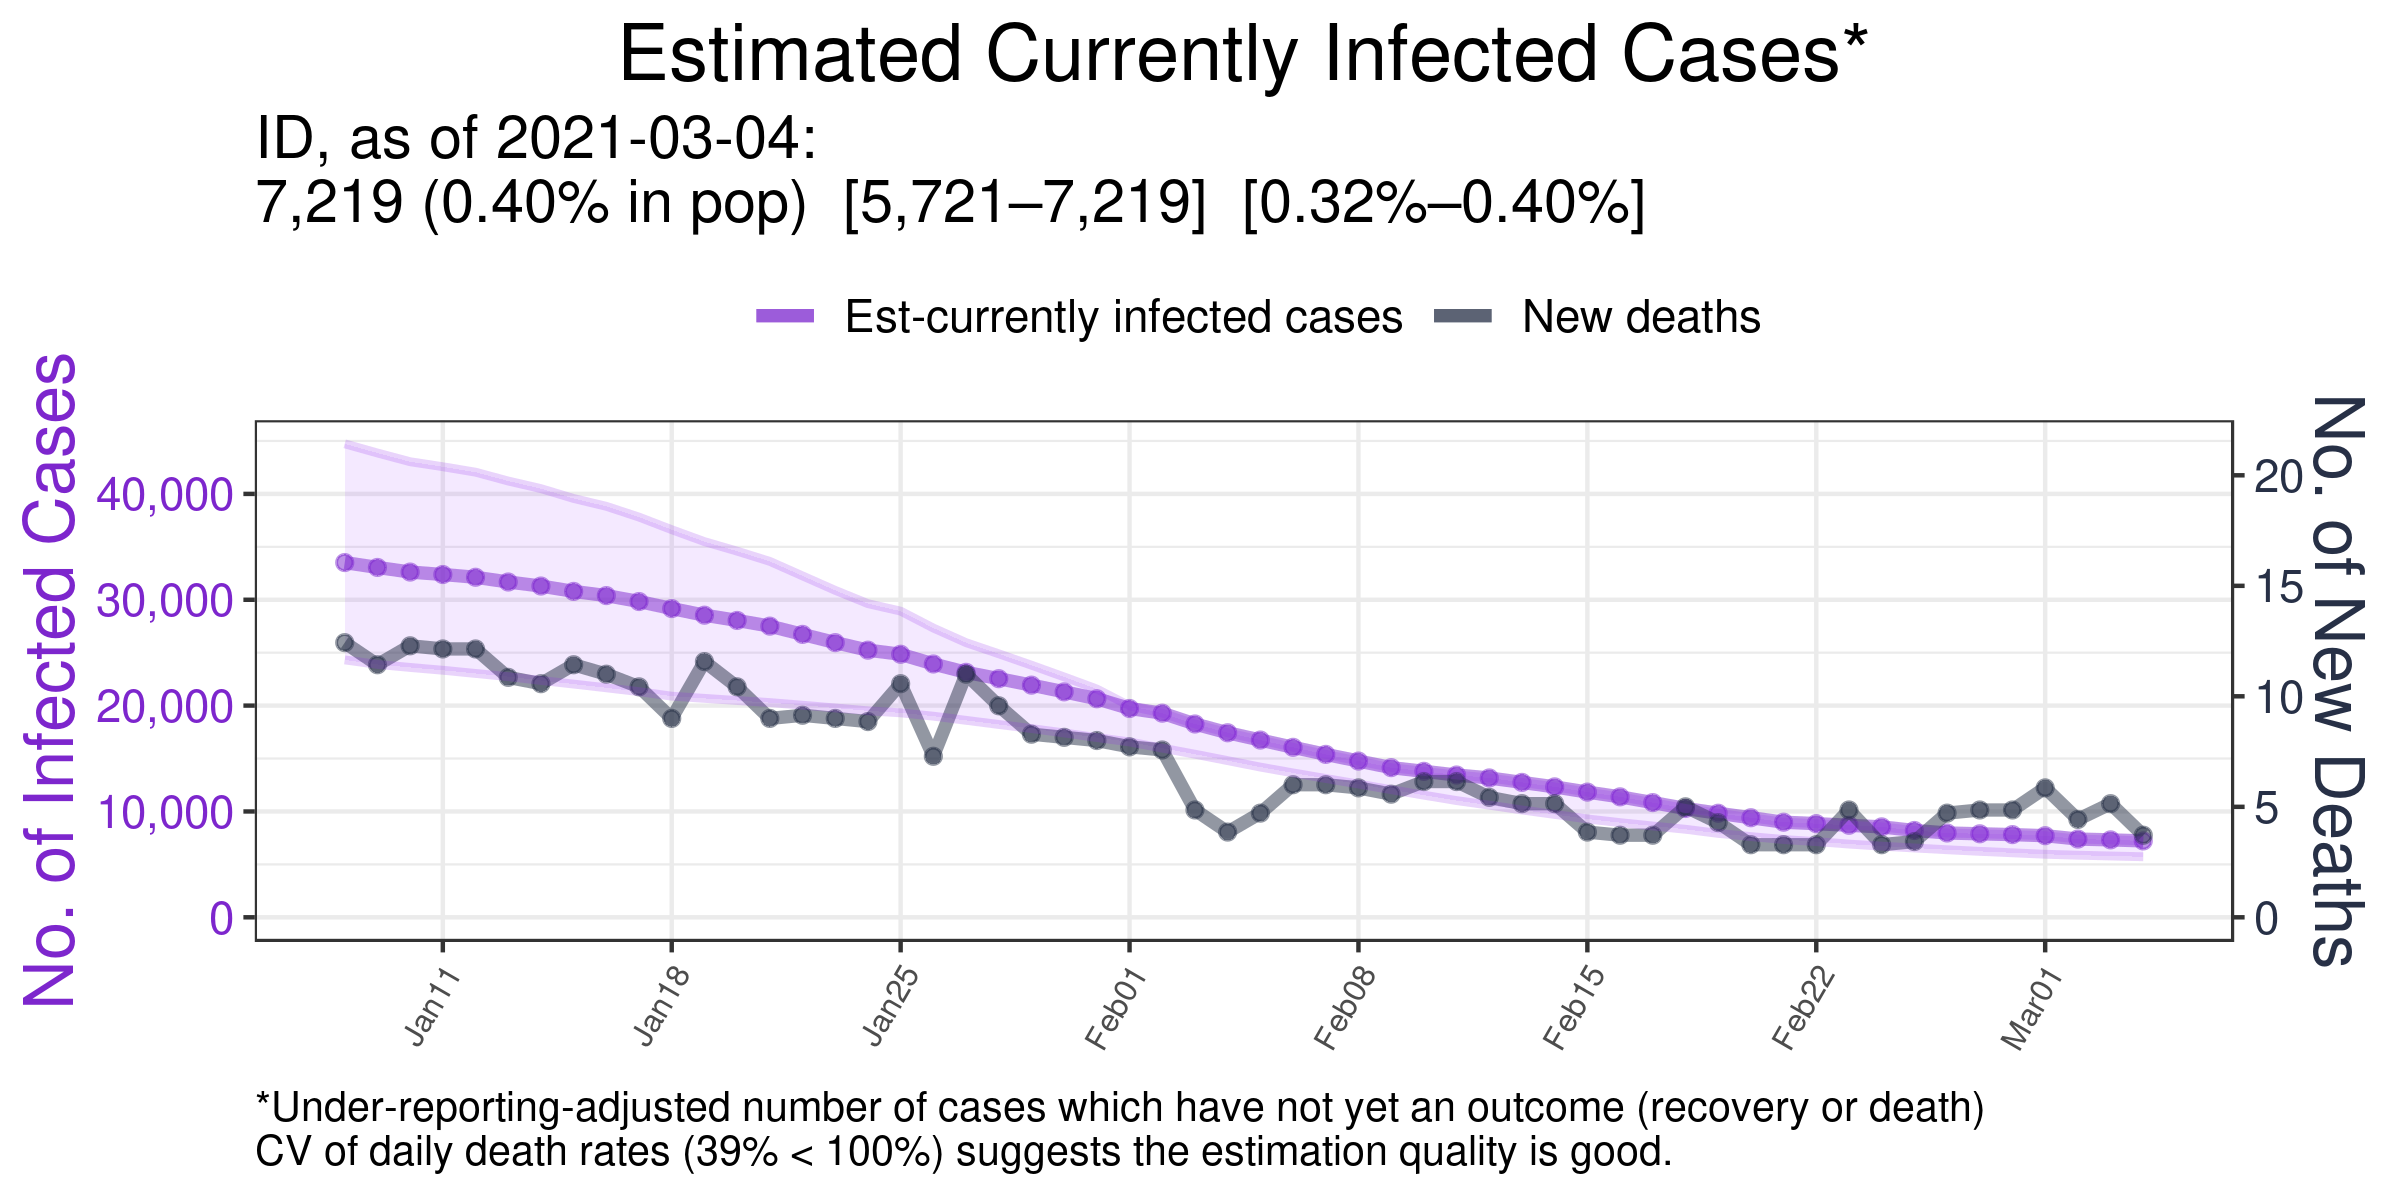 Estimated Currently Infected Cases*
ID, as of 2021-03-04:
7,219 (0.40% in pop)  [5,721–7,219]  [0.32%–0.40%]
Est-currently infected cases
New deaths
No. of Infected Cases
40,000
30,000
20,000
10,000
0
No. of New Deaths
20
15
10
5
0
Jan11
Jan18
Jan25
Feb01
Feb08
Feb15
Feb22
Mar01
*Under-reporting-adjusted number of cases which have not yet an outcome (recovery or death)
CV of daily death rates (39% < 100%) suggests the estimation quality is good.